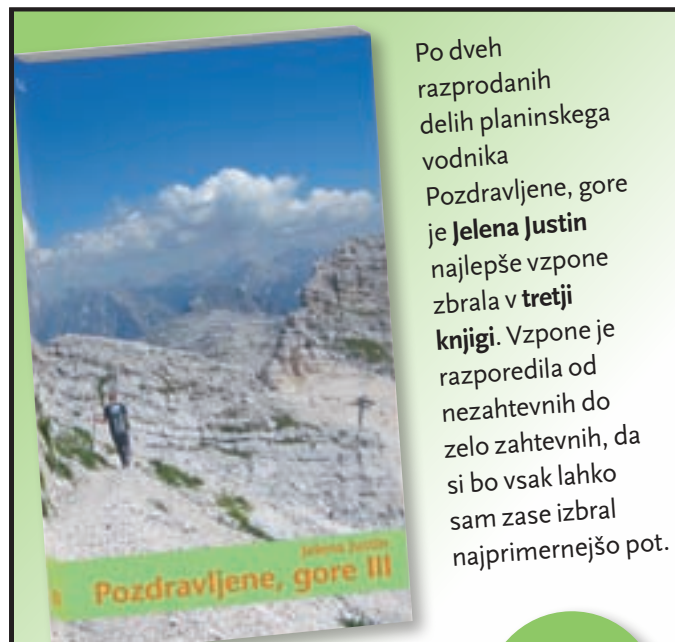 Po dveh
razprodanih
delih planinskega
vodnika
Pozdravljene, gore
je Jelena Justin
najlepše vzpone
zbrala v tretji
knjigi. Vzpone je
razporedila od
nezahtevnih do
zelo zahtevnih, da
si bo vsak lahko
sam zase izbral
najprimernejšo pot.
Jelena Justin
Pozdravljene, gore III